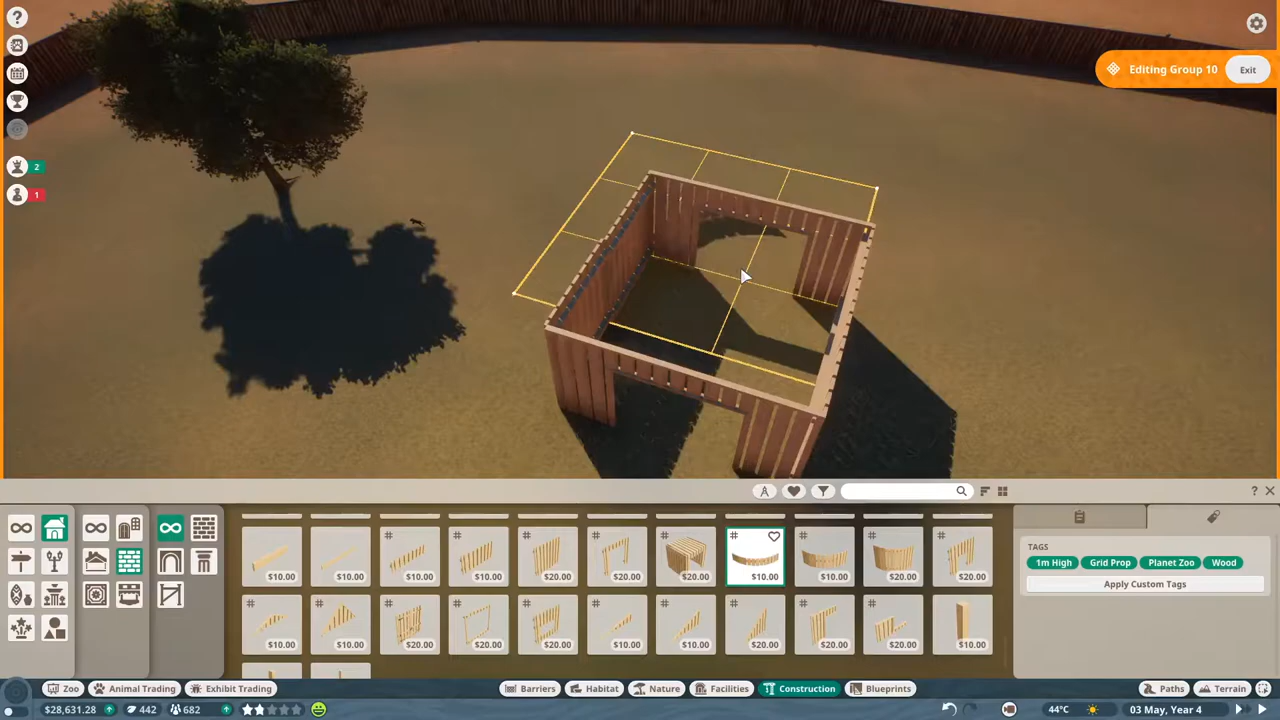 ?
Editing Group 10
Exit
2
1
? ×
TAGS
1m High
Grid Prop
Planet Zoo
Wood
Apply Custom Tags
# # # # # # # # #
$10.00 $10.00 $10.00 $10.00 $20.00 $20.00 $20.00 $10.00 $10.00 $20.00 $20.00
# # # # # # # # # #
$10.00 $10.00 $20.00 $20.00 $20.00 $10.00 $10.00 $20.00 $20.00 $20.00 $10.00
Zoo
Animal Trading
Exhibit Trading
Barriers
Habitat
Nature
Facilities
Construction
Blueprints
Paths
Terrain
$28,631.28
442
682
44°C
03 May, Year 4